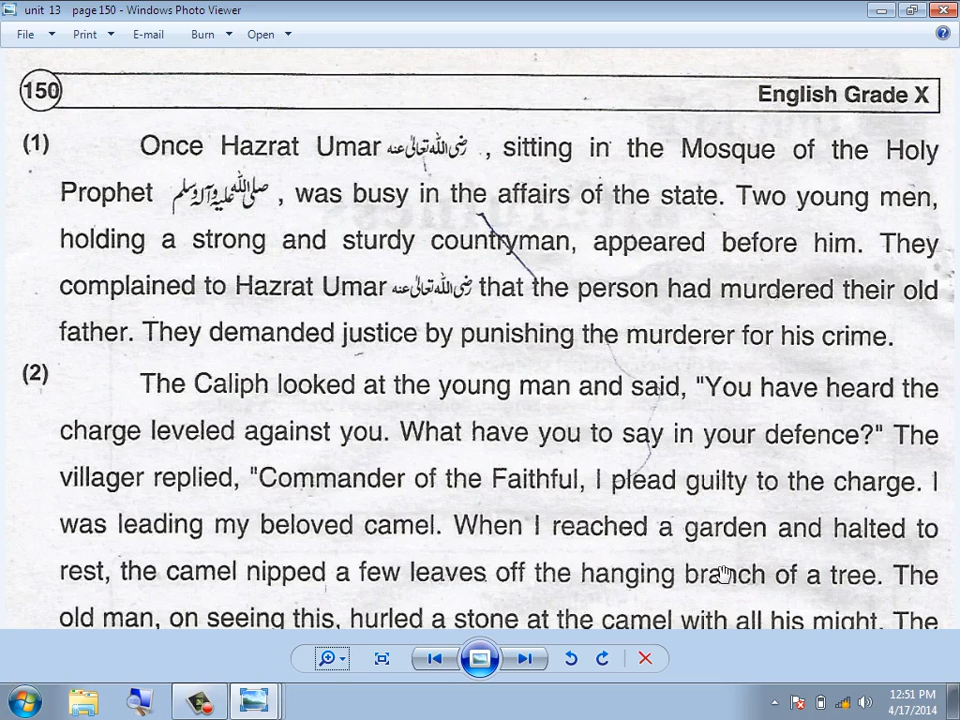 unit 13 page 150 - Windows Photo Viewer
File Print E-mail Burn Open
150 English Grade X
(1) Once Hazrat Umar رضی اللہ تعالیٰ عنہ , sitting in the Mosque of the Holy
Prophet صلی اللہ علیہ وآلہ وسلم , was busy in the affairs of the state. Two young men,
holding a strong and sturdy countryman, appeared before him. They
complained to Hazrat Umar رضی اللہ تعالیٰ عنہ that the person had murdered their old
father. They demanded justice by punishing the murderer for his crime.
(2) The Caliph looked at the young man and said, "You have heard the
charge leveled against you. What have you to say in your defence?" The
villager replied, "Commander of the Faithful, I plead guilty to the charge. I
was leading my beloved camel. When I reached a garden and halted to
rest, the camel nipped a few leaves off the hanging branch of a tree. The
old man, on seeing this, hurled a stone at the camel with all his might. The
12:51 PM
4/17/2014